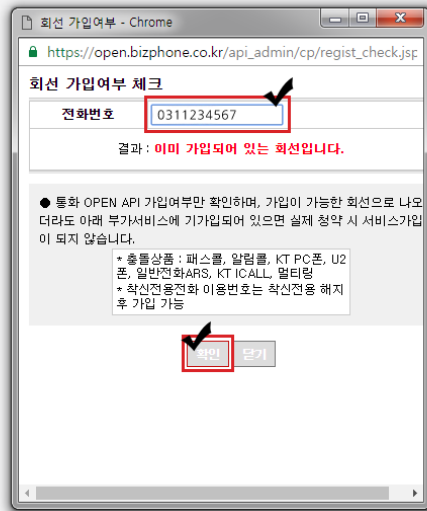 회선 가입여부 - Chrome
https://open.bizphone.co.kr/api_admin/cp/regist_check.jsp
회선 가입여부 체크
전화번호 0311234567
결과 : 이미 가입되어 있는 회선입니다.
● 통화 OPEN API 가입여부만 확인하며, 가입이 가능한 회선으로 나오
더라도 아래 부가서비스에 기가입되어 있으면 실제 청약 시 서비스가입
이 되지 않습니다.
* 충돌상품 : 패스콜, 알럼콜, KT PC폰, U2
폰, 일반전화ARS, KT ICALL, 멀티링
* 착신전용전화 이용번호는 착신전용 해지
후 가입 가능
확인 닫기